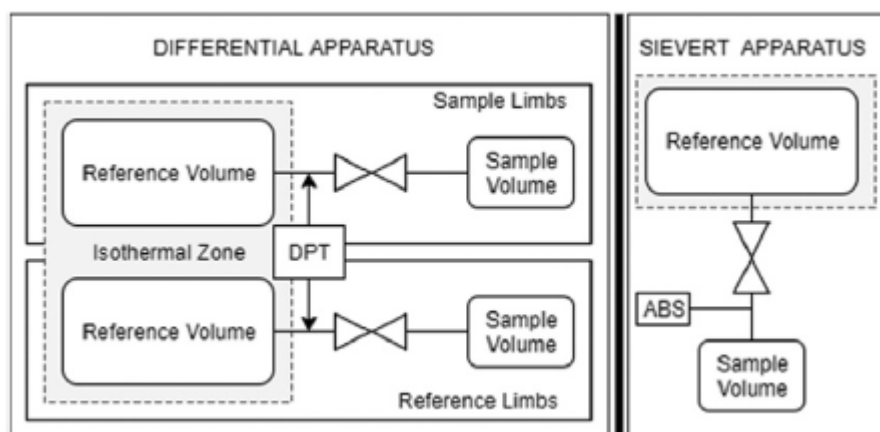 DIFFERENTIAL APPARATUS
Sample Limbs
Reference Volume
Sample
Volume
Isothermal Zone
DPT
Reference Volume
Sample
Volume
Reference Limbs
SIEVERT APPARATUS
Reference Volume
ABS
Sample
Volume